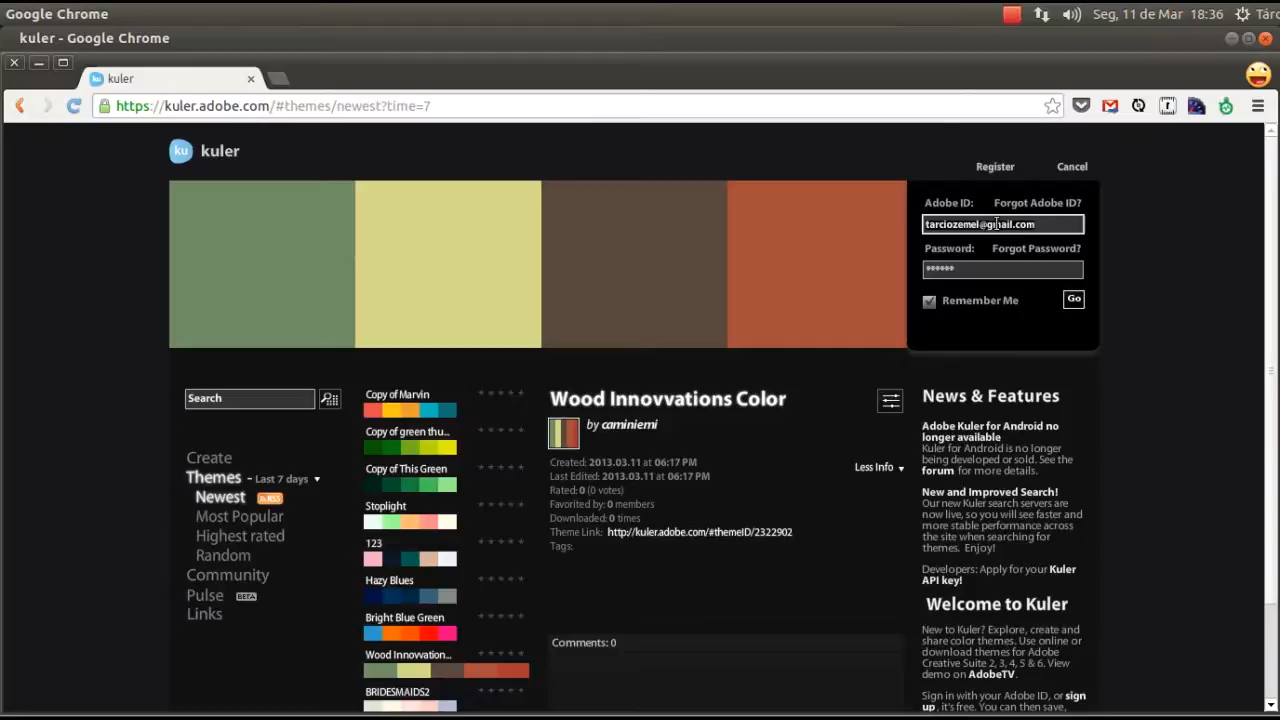 Google Chrome
Seg, 11 de Mar 18:36
kuler - Google Chrome
kuler
https://kuler.adobe.com/#themes/newest?time=7
ku kuler
Register Cancel
Adobe ID: Forgot Adobe ID?
tarciozemel@gmail.com
Password: Forgot Password?
******
Remember Me Go
Search
Create
Themes - Last 7 days
Newest RSS
Most Popular
Highest rated
Random
Community
Pulse BETA
Links
Copy of Marvin
Copy of green thu...
Copy of This Green
Stoplight
123
Hazy Blues
Bright Blue Green
Wood Innovvation...
BRIDESMAIDS2
Wood Innovvations Color
by caminiemi
Created: 2013.03.11 at 06:17 PM
Last Edited: 2013.03.11 at 06:17 PM
Rated: 0 (0 votes)
Favorited by: 0 members
Downloaded: 0 times
Theme Link: http://kuler.adobe.com/#themeID/2322902
Tags:
Less Info
Comments: 0
News & Features
Adobe Kuler for Android no
longer available
Kuler for Android is no longer
being developed or sold. See the
forum for more details.
New and Improved Search!
Our new Kuler search servers are
now live, so you will see faster and
more stable performance across
the site when searching for
themes. Enjoy!
Developers: Apply for your Kuler
API key!
Welcome to Kuler
New to Kuler? Explore, create and
share color themes. Use online or
download themes for Adobe
Creative Suite 2, 3, 4, 5 & 6. View
demo on AdobeTV.
Sign in with your Adobe ID, or sign
up, it's free. You can then save,